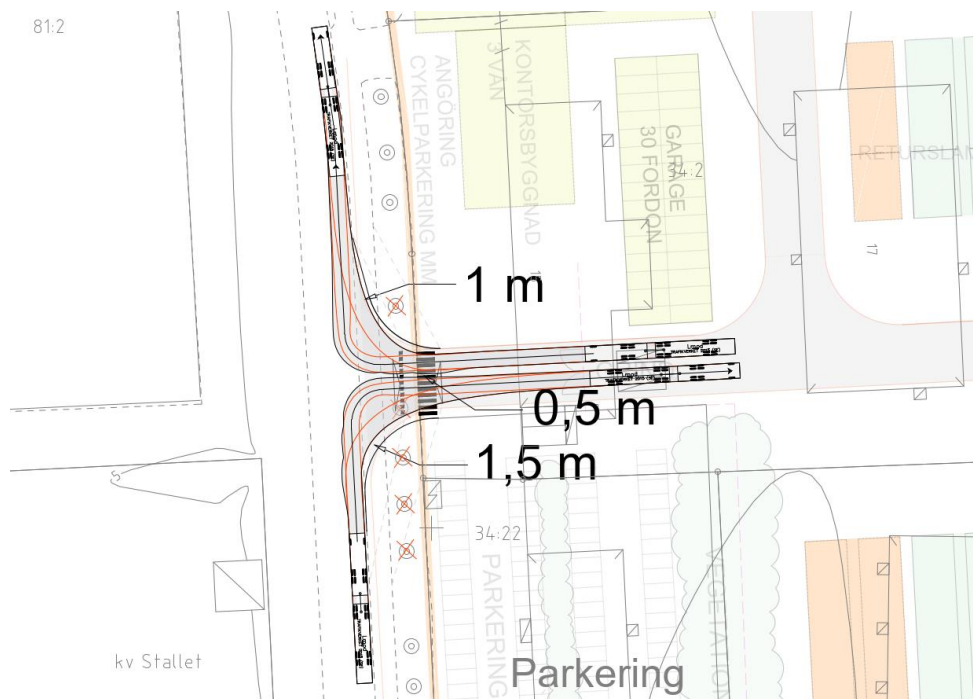 81:2
ANGÖRING
CYKELPARKERING MM
KONTORSBYGGNAD
3 VÅN
GARAGE
30 FORDON
34:2
17
1 m
0,5 m
1,5 m
34:22
PARKERING
VEGETATION
Parkering
kv Stallet